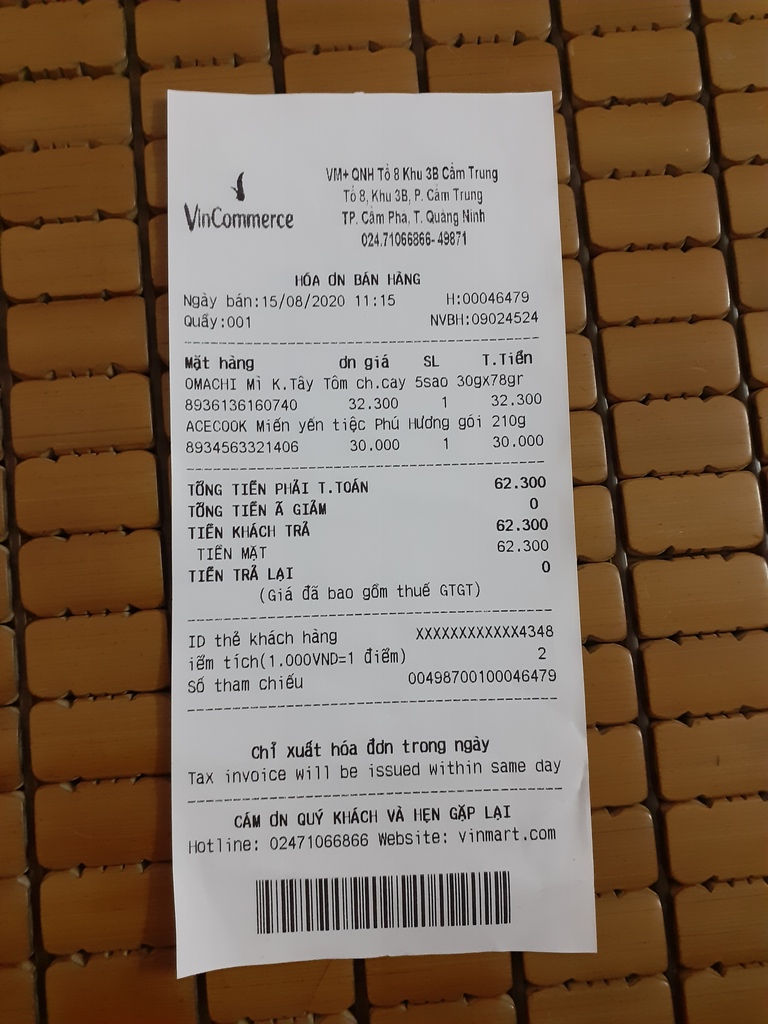 VinCommerce
VM+ QNH Tổ 8 Khu 3B Cẩm Trung
Tổ 8, Khu 3B, P. Cẩm Trung
TP. Cẩm Phả, T. Quảng Ninh
024.71066866-49871
HÓA ƠN BÁN HÀNG
Ngày bán:15/08/2020 11:15 H:00046479
Quầy:001 NVBH:09024524
Mặt hàng ơn giá SL T.Tiền
OMACHI Mì K.Tây Tôm ch.cay 5sao 30gx78gr
8936136160740 32.300 1 32.300
ACECOOK Miến yến tiệc Phú Hương gói 210g
8934563321406 30.000 1 30.000
TỔNG TIỀN PHẢI T.TOÁN 62.300
TỔNG TIỀN Ã GIẢM 0
TIỀN KHÁCH TRẢ 62.300
TIỀN MẶT 62.300
TIỀN TRẢ LẠI 0
(Giá đã bao gồm thuế GTGT)
ID thẻ khách hàng XXXXXXXXXXXX4348
iểm tích(1.000VND=1 điểm) 2
Số tham chiếu 00498700100046479
Chỉ xuất hóa đơn trong ngày
Tax invoice will be issued within same day
CẢM ƠN QUÝ KHÁCH VÀ HẸN GẶP LẠI
Hotline: 02471066866 Website: vinmart.com